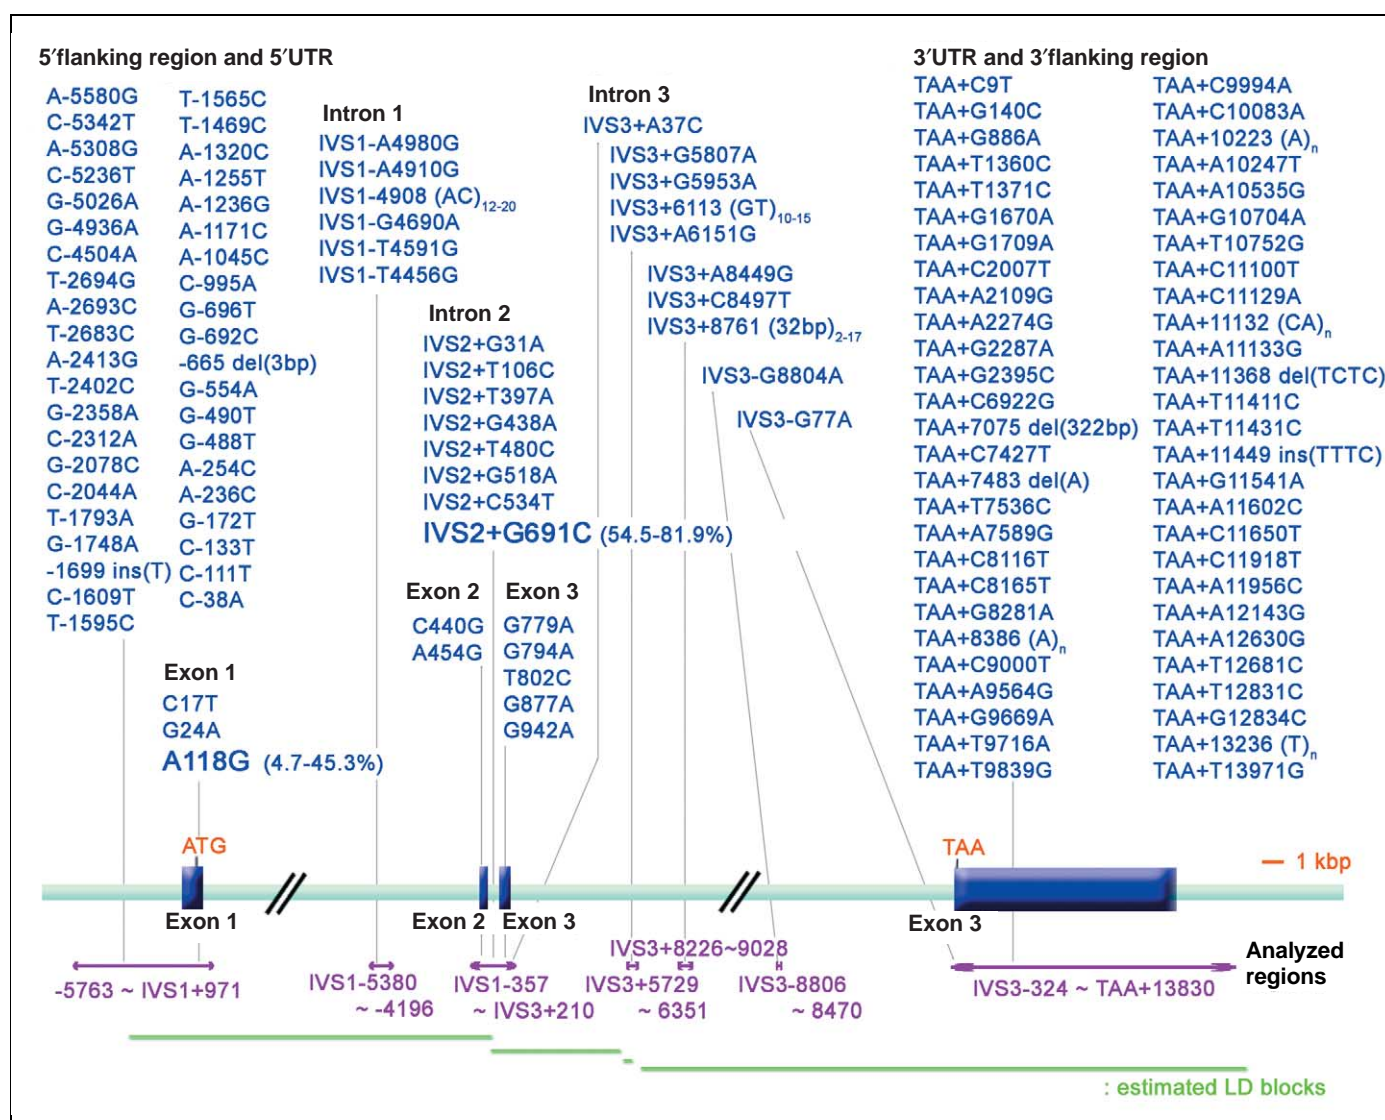 5′flanking region and 5′UTR
A-5580G
C-5342T
A-5308G
C-5236T
G-5026A
G-4936A
C-4504A
T-2694G
A-2693C
T-2683C
A-2413G
T-2402C
G-2358A
C-2312A
G-2078C
C-2044A
T-1793A
G-1748A
-1699 ins(T)
C-1609T
T-1595C
T-1565C
T-1469C
A-1320C
A-1255T
A-1236G
A-1171C
A-1045C
C-995A
G-696T
G-692C
-665 del(3bp)
G-554A
G-490T
G-488T
A-254C
A-236C
G-172T
C-133T
C-111T
C-38A
Exon 1
C17T
G24A
A118G (4.7-45.3%)
Intron 1
IVS1-A4980G
IVS1-A4910G
IVS1-4908 (AC)12-20
IVS1-G4690A
IVS1-T4591G
IVS1-T4456G
Intron 2
IVS2+G31A
IVS2+T106C
IVS2+T397A
IVS2+G438A
IVS2+T480C
IVS2+G518A
IVS2+C534T
IVS2+G691C (54.5-81.9%)
Exon 2
C440G
A454G
Exon 3
G779A
G794A
T802C
G877A
G942A
Intron 3
IVS3+A37C
IVS3+G5807A
IVS3+G5953A
IVS3+6113 (GT)10-15
IVS3+A6151G
IVS3+A8449G
IVS3+C8497T
IVS3+8761 (32bp)2-17
IVS3-G8804A
IVS3-G77A
3′UTR and 3′flanking region
TAA+C9T
TAA+G140C
TAA+G886A
TAA+T1360C
TAA+T1371C
TAA+G1670A
TAA+G1709A
TAA+C2007T
TAA+A2109G
TAA+A2274G
TAA+G2287A
TAA+G2395C
TAA+C6922G
TAA+7075 del(322bp)
TAA+C7427T
TAA+7483 del(A)
TAA+T7536C
TAA+A7589G
TAA+C8116T
TAA+C8165T
TAA+G8281A
TAA+8386 (A)n
TAA+C9000T
TAA+A9564G
TAA+G9669A
TAA+T9716A
TAA+T9839G
TAA+C9994A
TAA+C10083A
TAA+10223 (A)n
TAA+A10247T
TAA+A10535G
TAA+G10704A
TAA+T10752G
TAA+C11100T
TAA+C11129A
TAA+11132 (CA)n
TAA+A11133G
TAA+11368 del(TCTC)
TAA+T11411C
TAA+T11431C
TAA+11449 ins(TTTC)
TAA+G11541A
TAA+A11602C
TAA+C11650T
TAA+C11918T
TAA+A11956C
TAA+A12143G
TAA+A12630G
TAA+T12681C
TAA+T12831C
TAA+G12834C
TAA+13236 (T)n
TAA+T13971G
ATG
TAA
1 kbp
Exon 1
Exon 2
Exon 3
Exon 3
-5763 ~ IVS1+971
IVS1-5380
~ -4196
IVS1-357
~ IVS3+210
IVS3+5729
~ 6351
IVS3+8226~9028
IVS3-8806
~ 8470
IVS3-324 ~ TAA+13830
Analyzed
regions
: estimated LD blocks